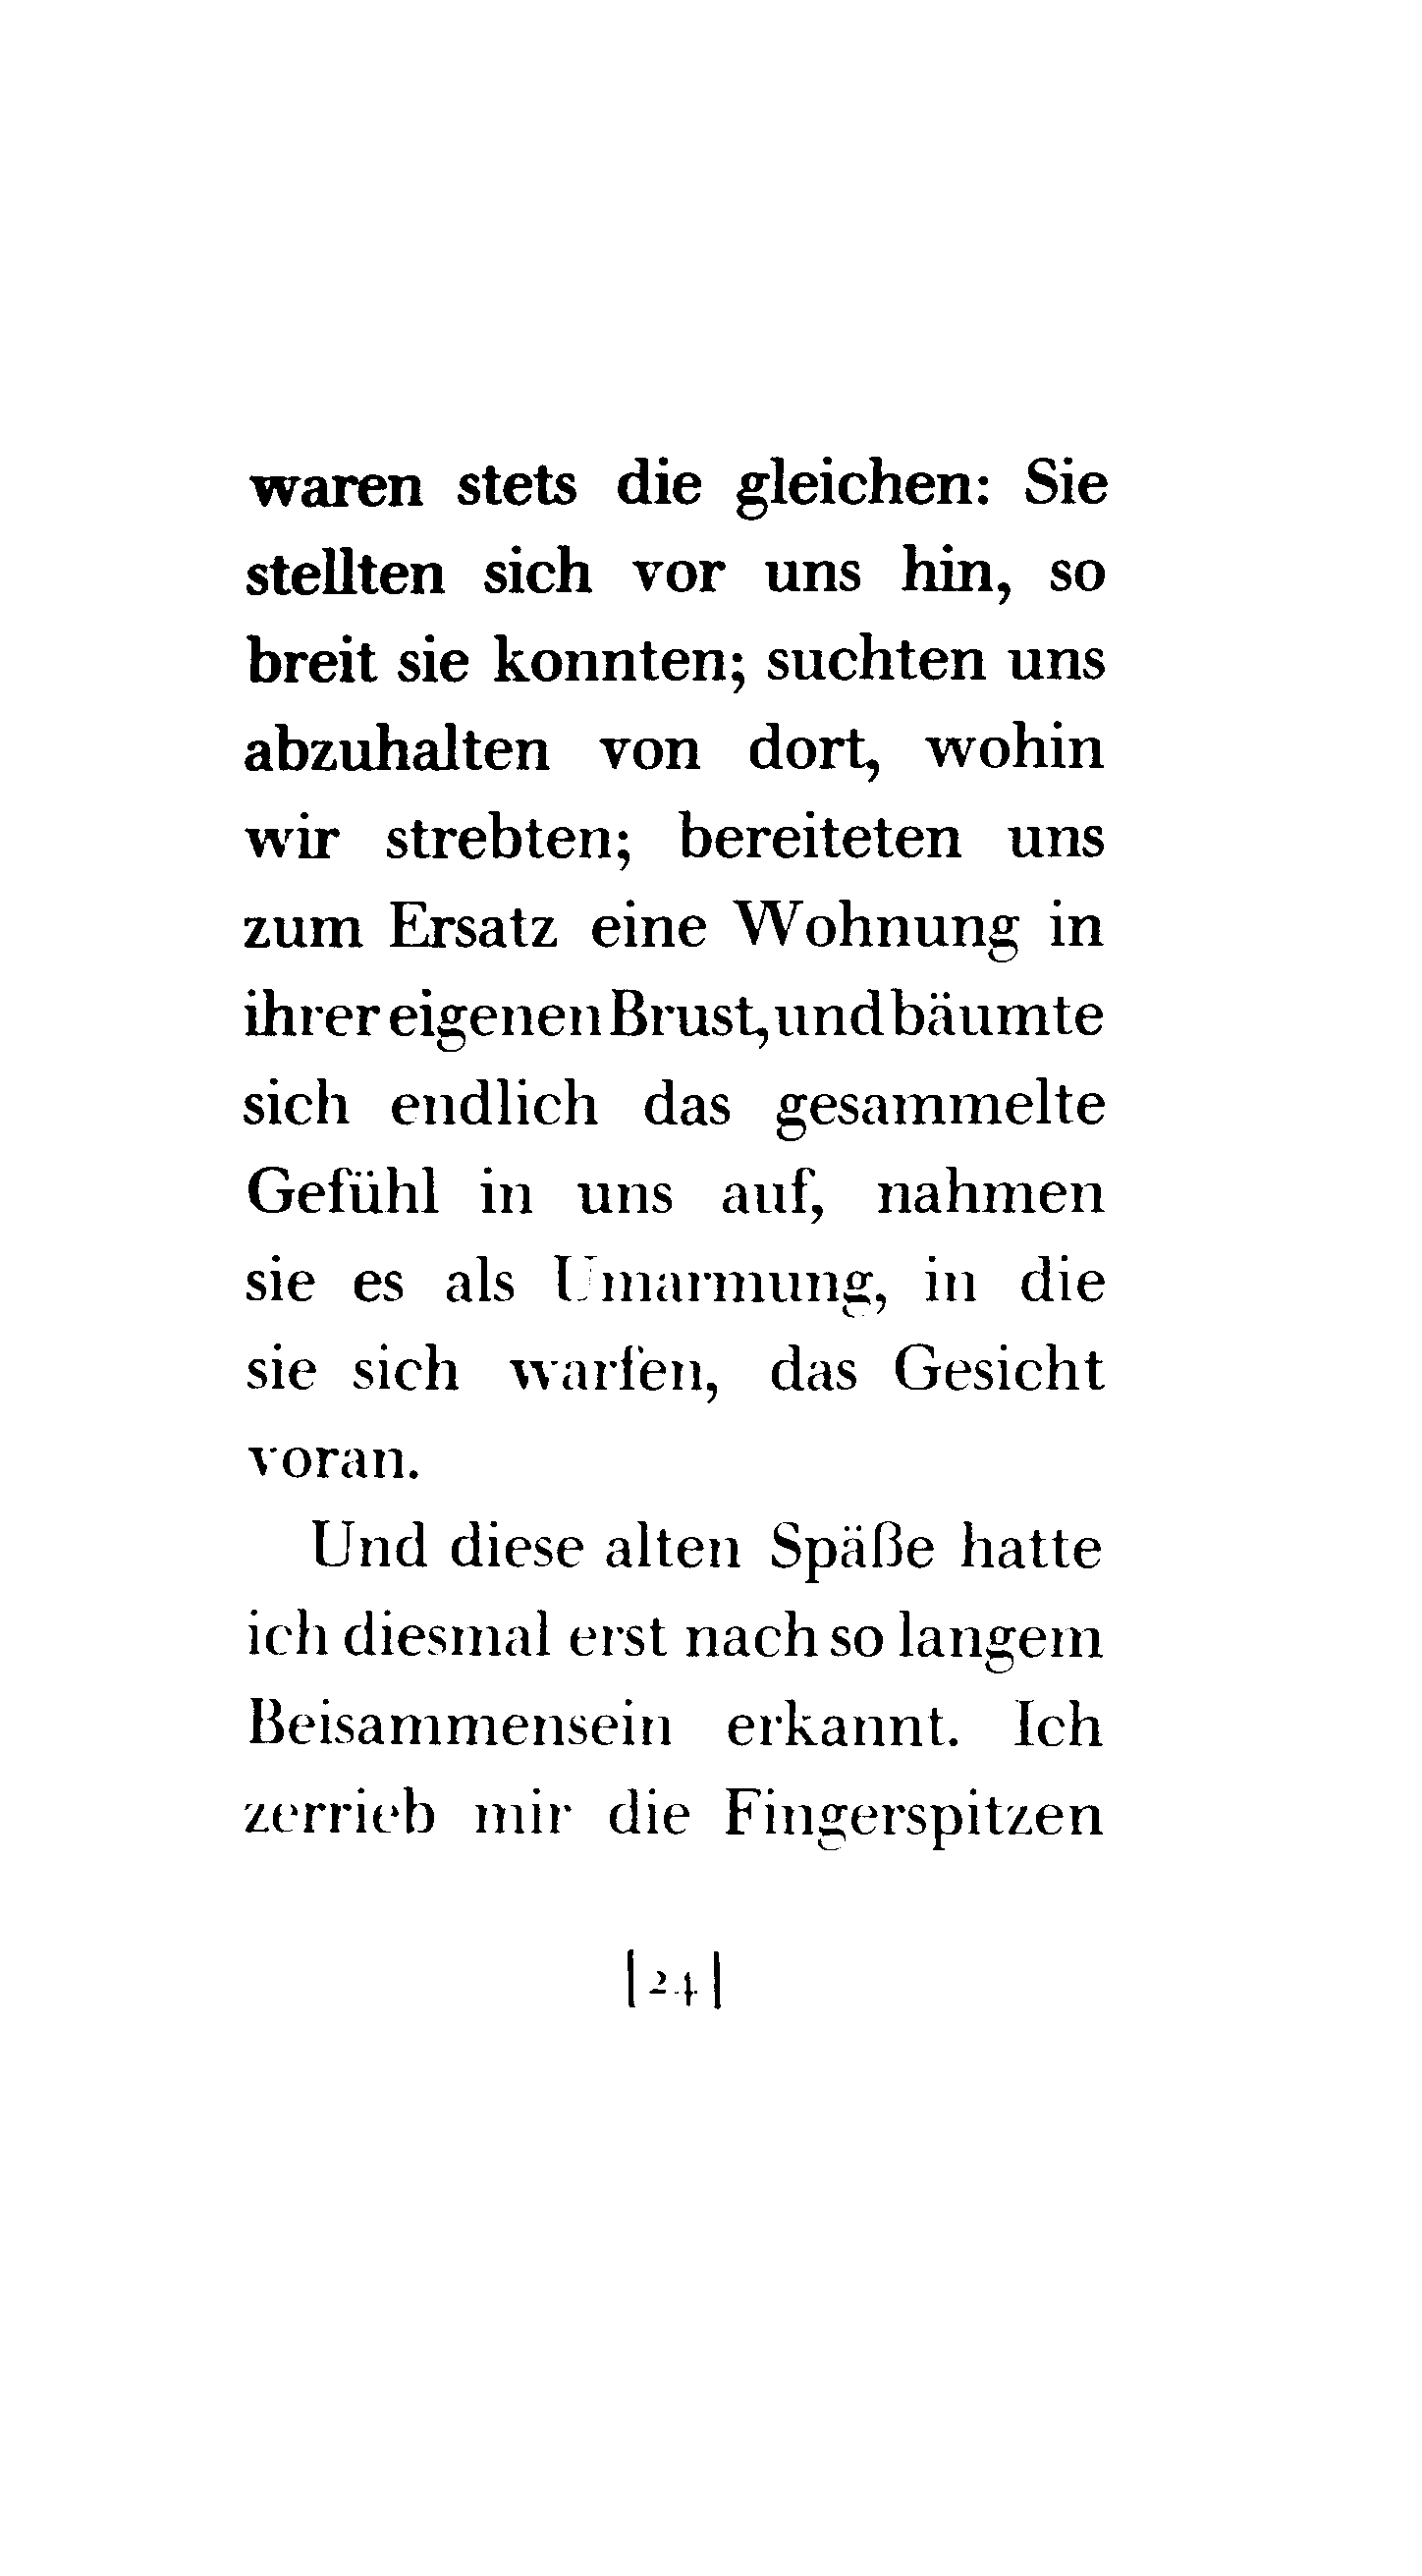 waren stets die gleichen: Sie
stellten sich vor uns hin, so
breit sie konnten; suchten uns
abzuhalten von dort, wohin
wir strebten; bereiteten uns
zum Ersatz eine Wohnung in
ihrer eigenen Brust, und bäumte
sich endlich das gesammelte
Gefühl in uns auf, nahmen
sie es als Umarmung, in die
sie sich warfen, das Gesicht
voran.
Und diese alten Späße hatte
ich diesmal erst nach so langem
Beisammensein erkannt. Ich
zerrieb mir die Fingerspitzen
|24|